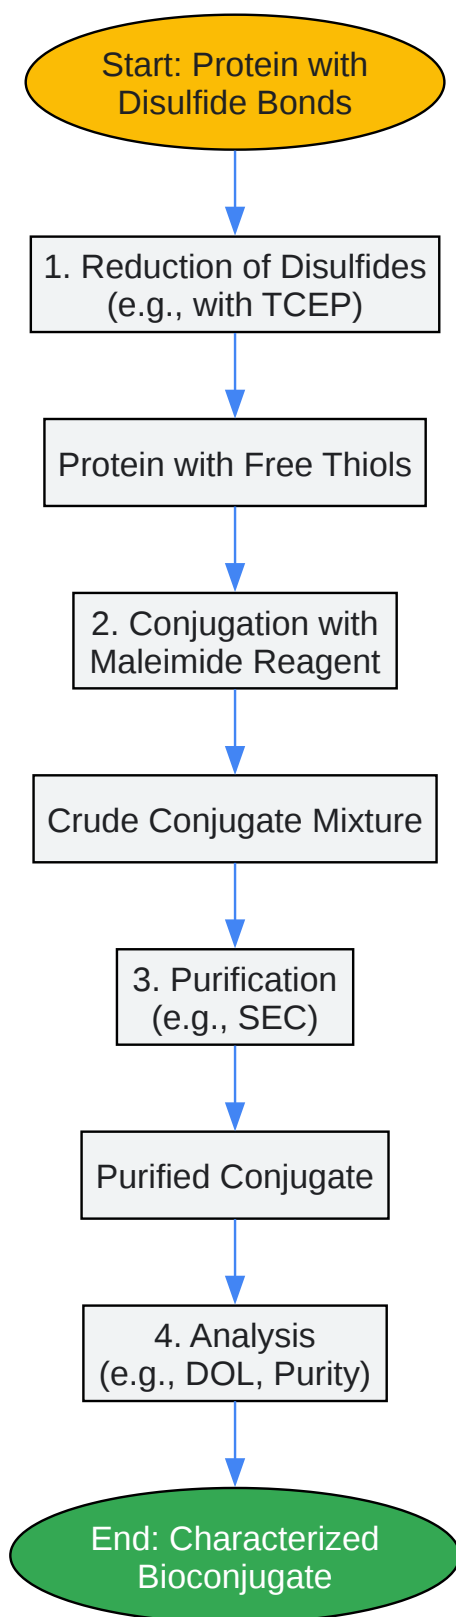 Start: Protein with
Disulfide Bonds
1. Reduction of Disulfides
(e.g., with TCEP)
Protein with Free Thiols
2. Conjugation with
Maleimide Reagent
Crude Conjugate Mixture
3. Purification
(e.g., SEC)
Purified Conjugate
4. Analysis
(e.g., DOL, Purity)
End: Characterized
Bioconjugate